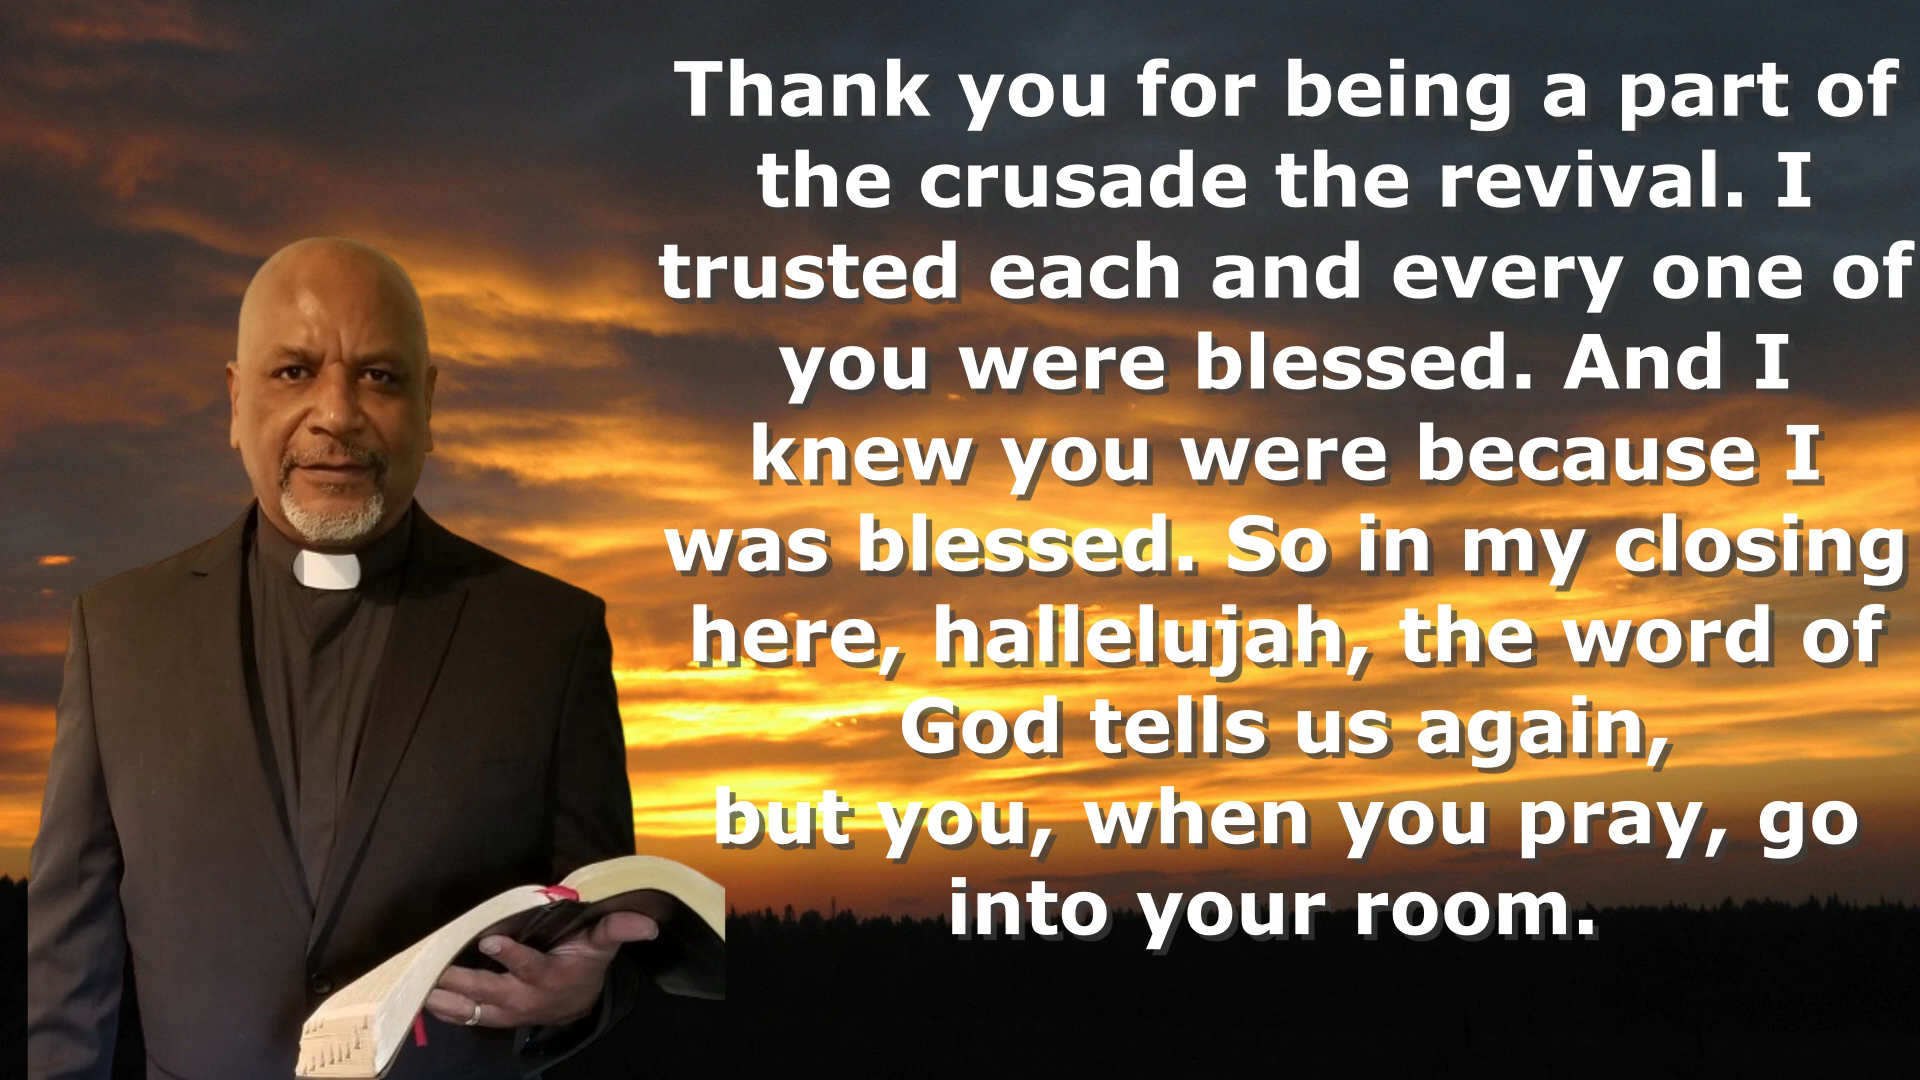 Thank you for being a part of
the crusade the revival. I
trusted each and every one of
you were blessed. And I
knew you were because I
was blessed. So in my closing
here, hallelujah, the word of
God tells us again,
but you, when you pray, go
into your room.